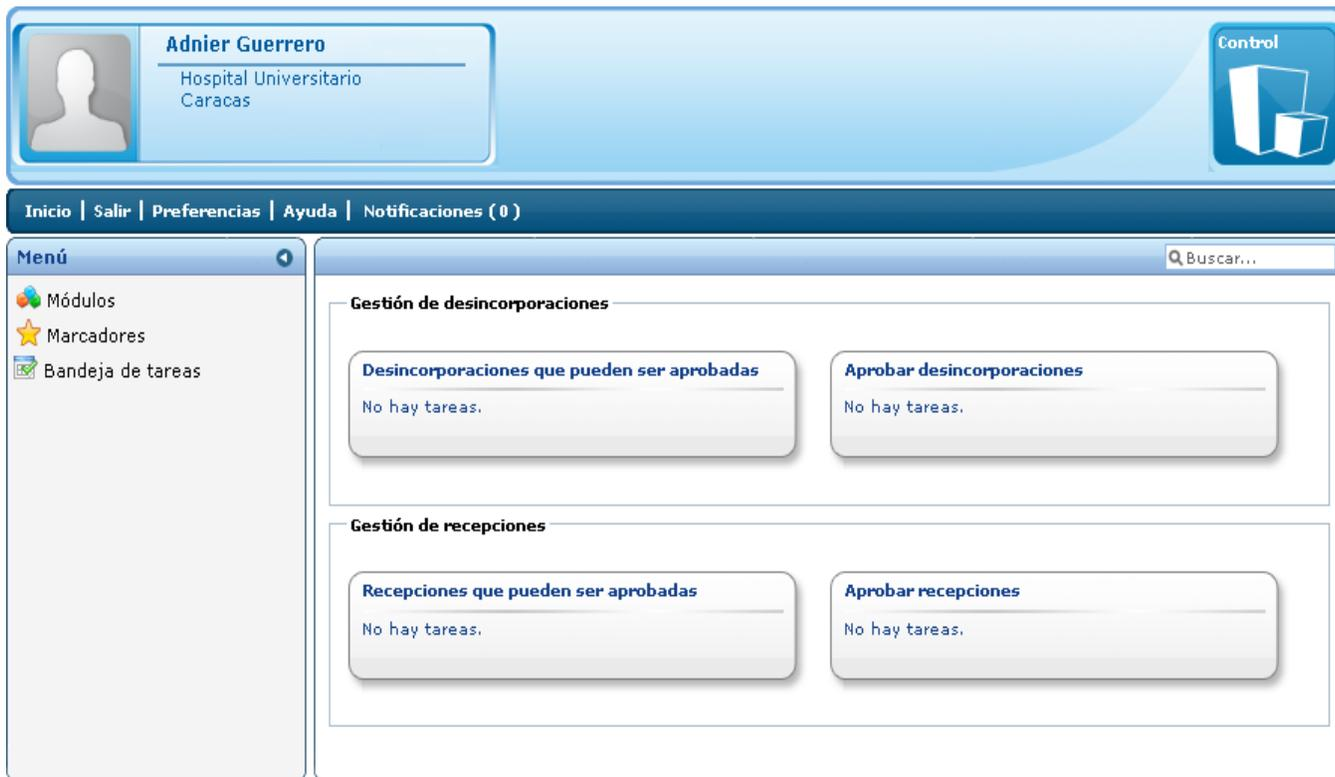 Adnier Guerrero
Hospital Universitario
Caracas
Control
Inicio | Salir | Preferencias | Ayuda | Notificaciones ( 0 )
Menú
Buscar...
Módulos
Marcadores
Bandeja de tareas
Gestión de desincorporaciones
Desincorporaciones que pueden ser aprobadas
No hay tareas.
Aprobar desincorporaciones
No hay tareas.
Gestión de recepciones
Recepciones que pueden ser aprobadas
No hay tareas.
Aprobar recepciones
No hay tareas.